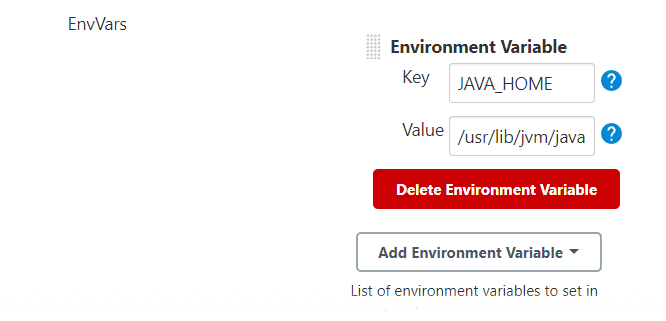 EnvVars
Environment Variable
Key JAVA_HOME ?
Value /usr/lib/jvm/java ?
Delete Environment Variable
Add Environment Variable
List of environment variables to set in